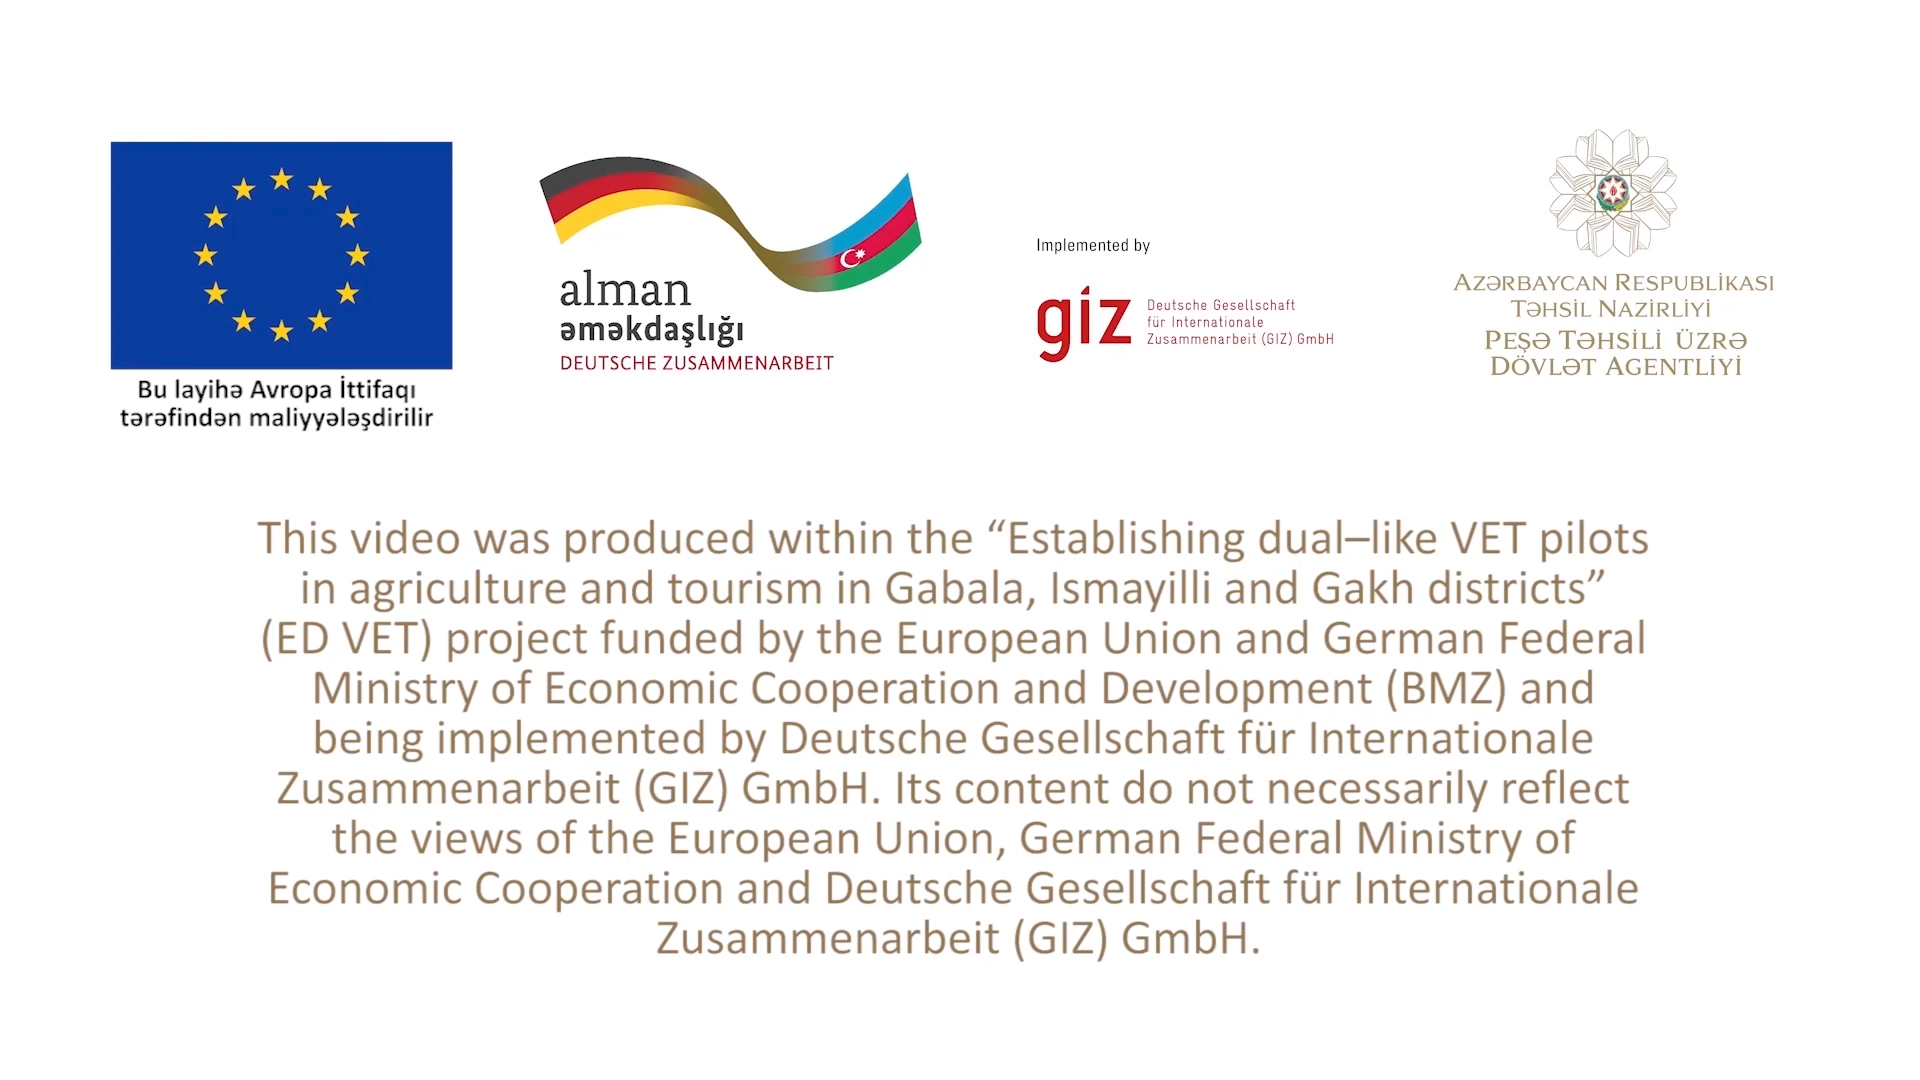 Bu layihə Avropa İttifaqı
tərəfindən maliyyələşdirilir
alman
əməkdaşlığı
DEUTSCHE ZUSAMMENARBEIT
Implemented by
giz
Deutsche Gesellschaft
für Internationale
Zusammenarbeit (GIZ) GmbH
AZƏRBAYCAN RESPUBLİKASI
TƏHSİL NAZİRLİYİ
PEŞƏ TƏHSİLİ ÜZRƏ
DÖVLƏT AGENTLİYİ
This video was produced within the “Establishing dual–like VET pilots
in agriculture and tourism in Gabala, Ismayilli and Gakh districts”
(ED VET) project funded by the European Union and German Federal
Ministry of Economic Cooperation and Development (BMZ) and
being implemented by Deutsche Gesellschaft für Internationale
Zusammenarbeit (GIZ) GmbH. Its content do not necessarily reflect
the views of the European Union, German Federal Ministry of
Economic Cooperation and Deutsche Gesellschaft für Internationale
Zusammenarbeit (GIZ) GmbH.